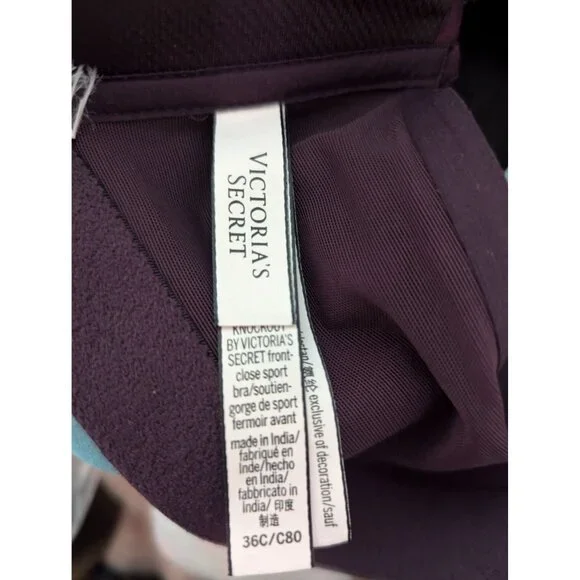 VICTORIA'S
SECRET
KNOCKOUT
BY VICTORIA'S
SECRET front-
close sport
bra/soutien-
gorge de sport
fermoir avant
made in India/
fabriqué en
Inde/hecho
en India/
fabbricato in
India/ 印度
制造
36C/C80
exclusive of decoration/sauf